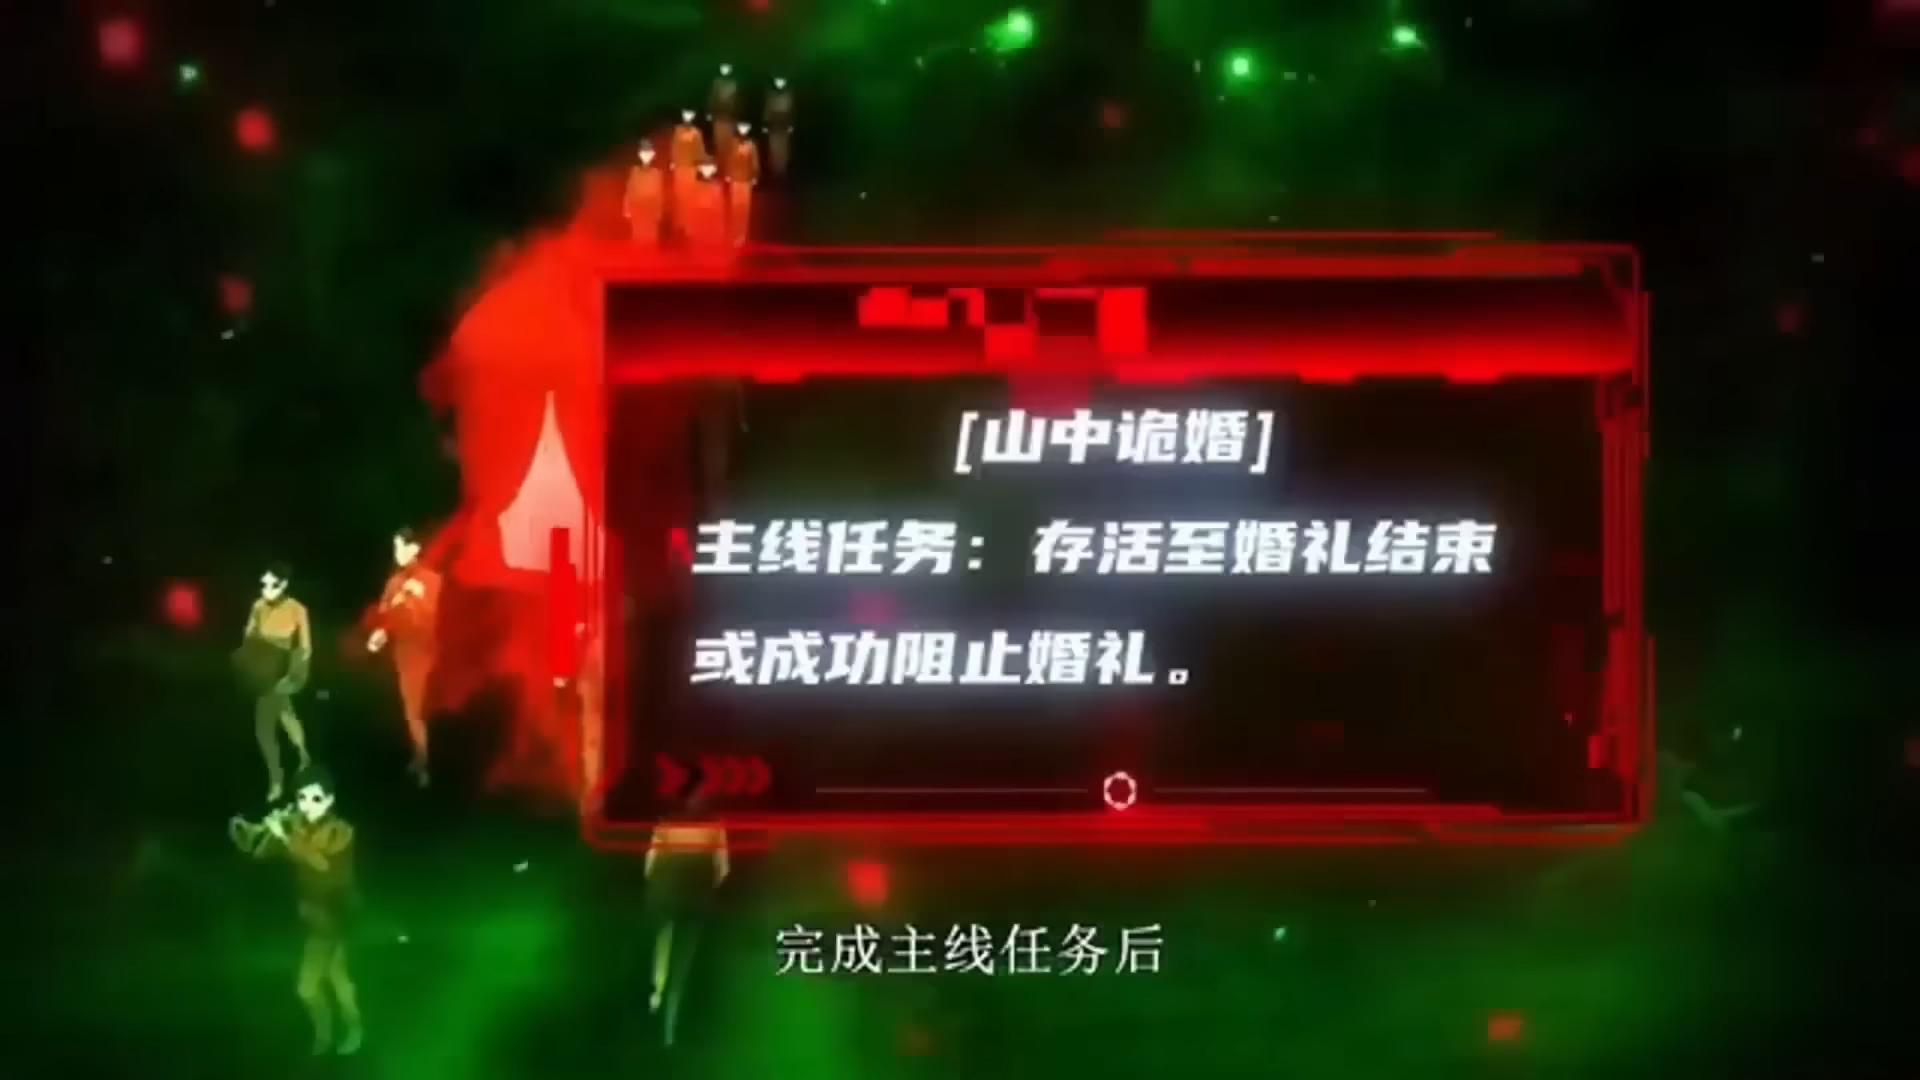 [山中诡婚]
主线任务：存活至婚礼结束
或成功阻止婚礼。
完成主线任务后